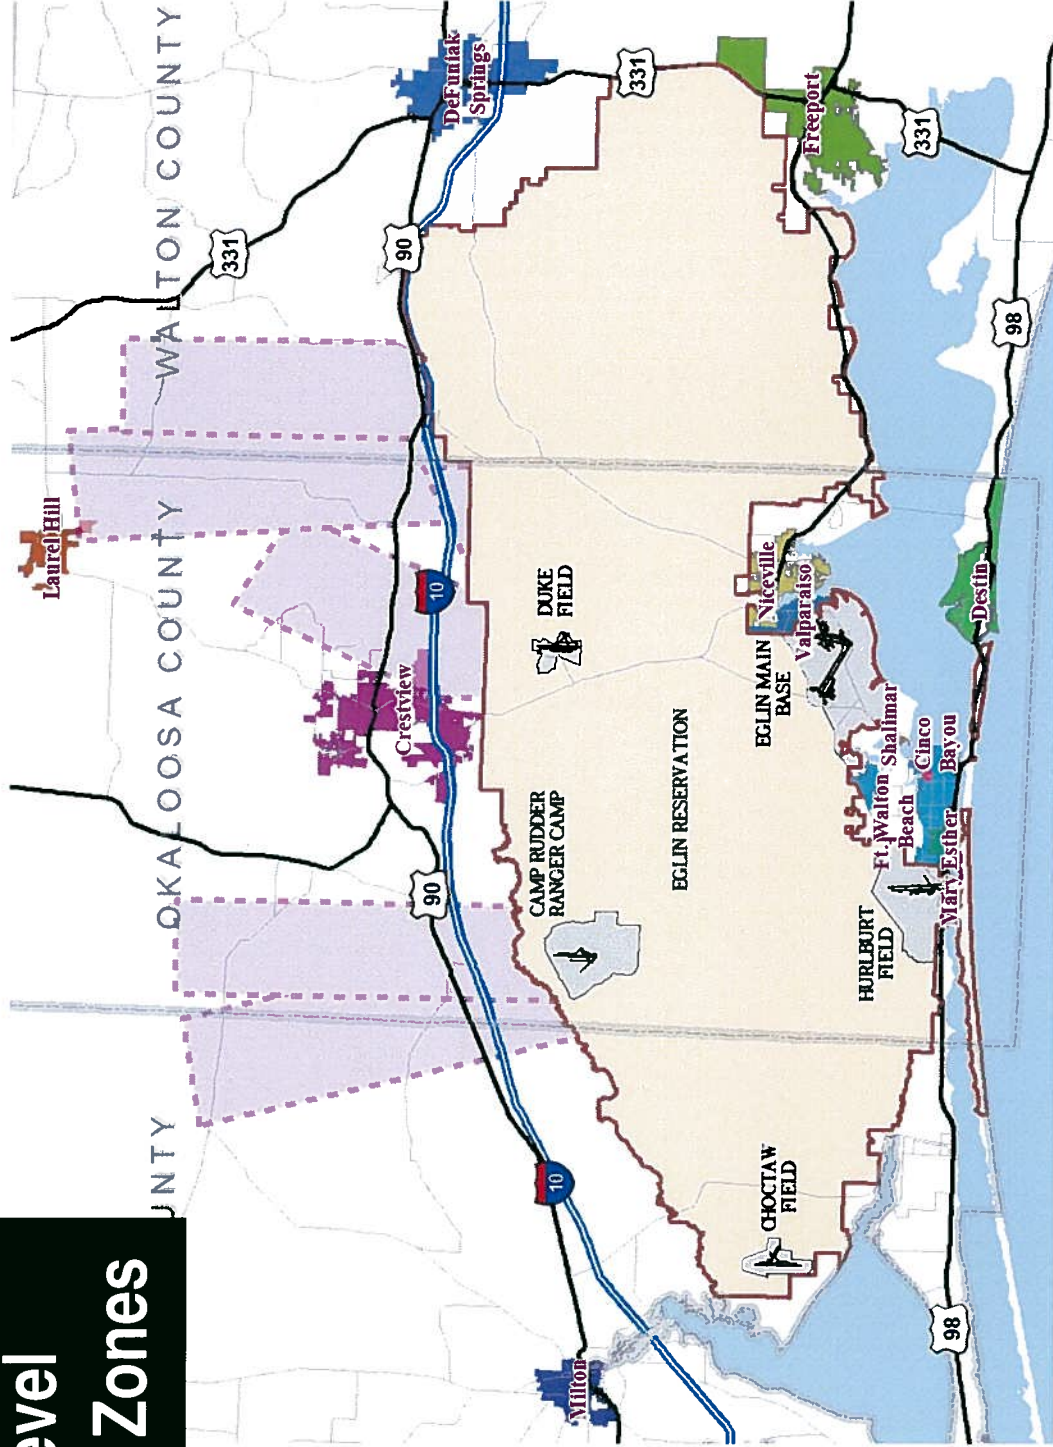 evel
Zones
UNTY
OKALOOSA COUNTY
WALTON COUNTY
Laurel Hill
331
DeFuniak
Springs
90
331
10
Crestview
90
10
Milton
DUKE
FIELD
CAMP RUDDER
RANGER CAMP
EGLIN RESERVATION
EGLIN MAIN
BASE
Niceville
Valparaiso
Freeport
331
CHOCTAW
FIELD
HURLBURT
FIELD
Ft. Walton
Beach
Shalimar
Cinco
Bayou
Mary Esther
Destin
98
98